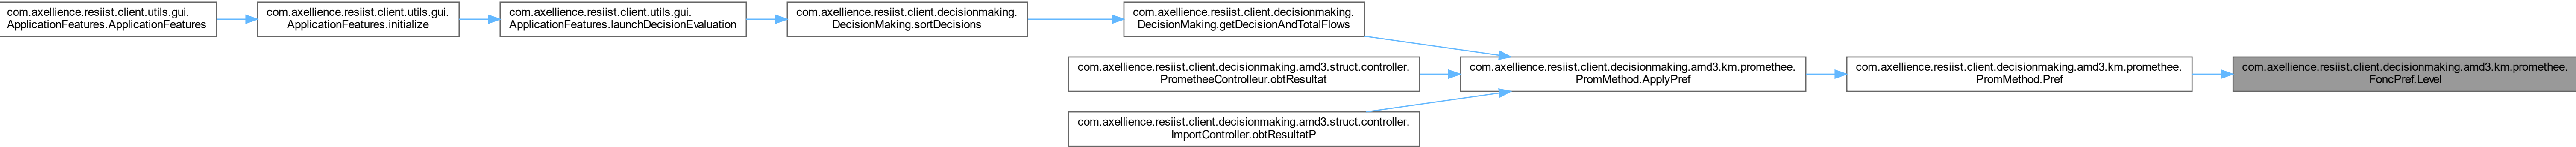 com.axellience.resiist.client.utils.gui.
ApplicationFeatures.ApplicationFeatures
com.axellience.resiist.client.utils.gui.
ApplicationFeatures.initialize
com.axellience.resiist.client.utils.gui.
ApplicationFeatures.launchDecisionEvaluation
com.axellience.resiist.client.decisionmaking.
DecisionMaking.sortDecisions
com.axellience.resiist.client.decisionmaking.
DecisionMaking.getDecisionAndTotalFlows
com.axellience.resiist.client.decisionmaking.amd3.struct.controller.
PrometheeControlleur.obtResultat
com.axellience.resiist.client.decisionmaking.amd3.struct.controller.
ImportController.obtResultatP
com.axellience.resiist.client.decisionmaking.amd3.km.promethee.
PromMethod.ApplyPref
com.axellience.resiist.client.decisionmaking.amd3.km.promethee.
PromMethod.Pref
com.axellience.resiist.client.decisionmaking.amd3.km.promethee.
FoncPref.Level